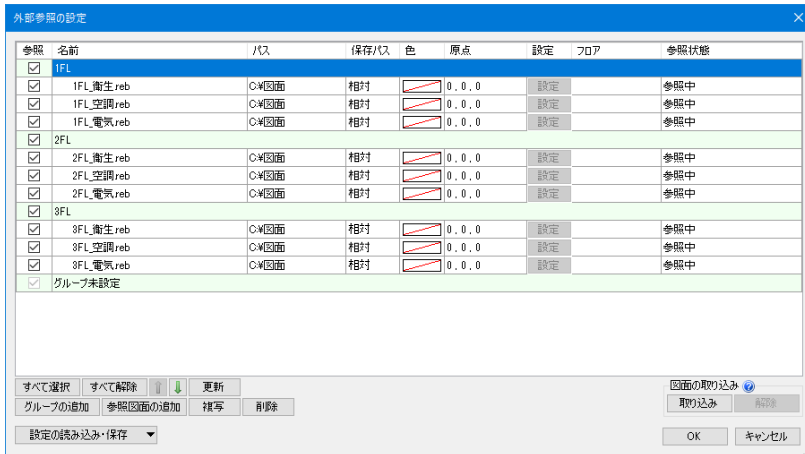 外部参照の設定
参照 名前 パス 保存パス 色 原点 設定 フロア 参照状態
1FL
1FL_衛生.reb C:¥図面 相対 0, 0, 0 設定 参照中
1FL_空調.reb C:¥図面 相対 0, 0, 0 設定 参照中
1FL_電気.reb C:¥図面 相対 0, 0, 0 設定 参照中
2FL
2FL_衛生.reb C:¥図面 相対 0, 0, 0 設定 参照中
2FL_空調.reb C:¥図面 相対 0, 0, 0 設定 参照中
2FL_電気.reb C:¥図面 相対 0, 0, 0 設定 参照中
3FL
3FL_衛生.reb C:¥図面 相対 0, 0, 0 設定 参照中
3FL_空調.reb C:¥図面 相対 0, 0, 0 設定 参照中
3FL_電気.reb C:¥図面 相対 0, 0, 0 設定 参照中
グループ未設定
すべて選択 すべて解除 更新
図面の取り込み
グループの追加 参照図面の追加 複写 削除
取り込み 解除
設定の読み込み・保存
OK キャンセル